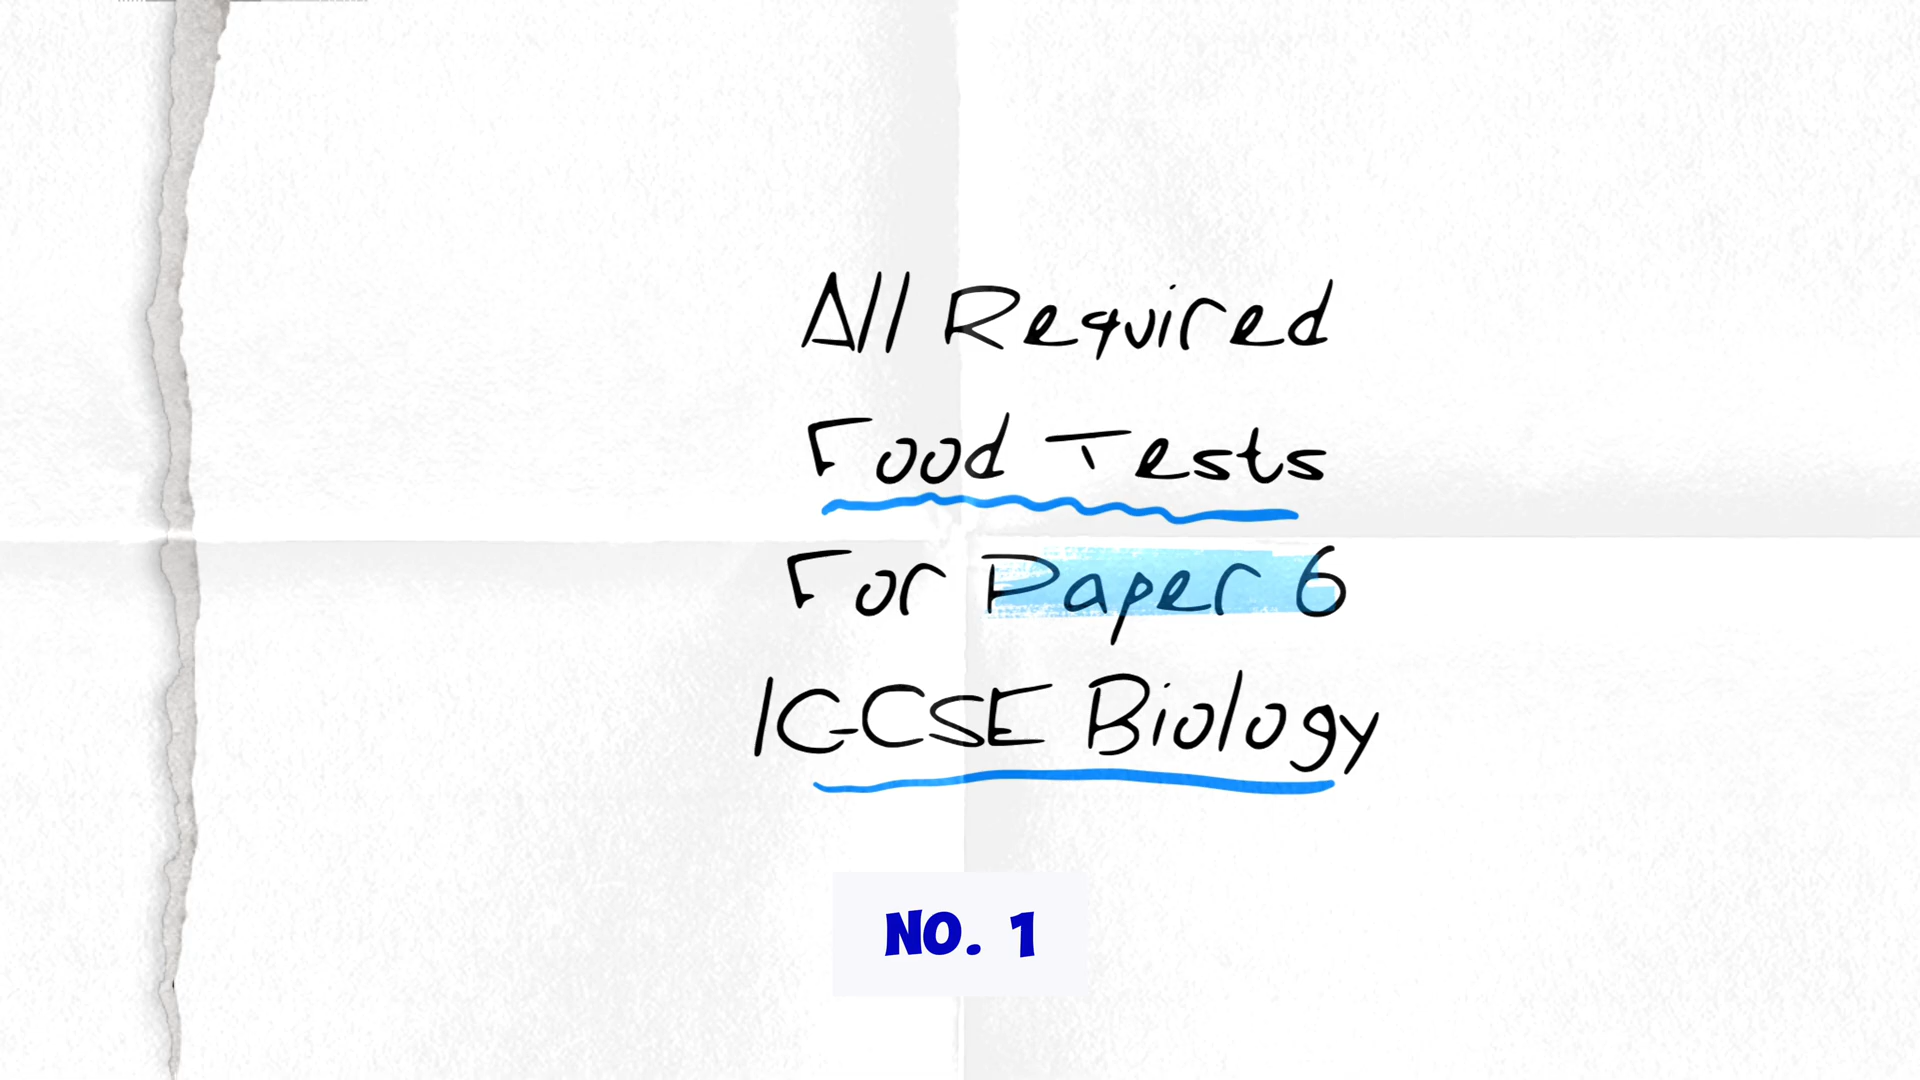 All Required
Food Tests
For Paper 6
IGCSE Biology
NO. 1